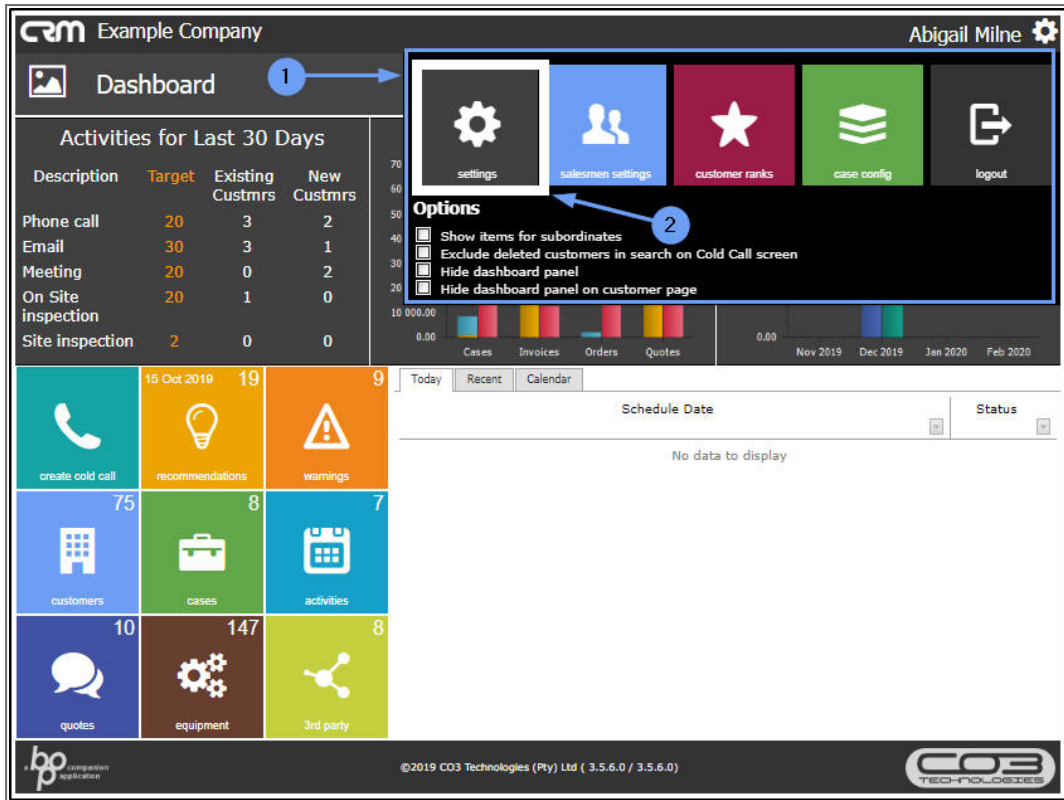 CRM Example Company
Abigail Milne
Dashboard
1
settings
salesmen settings
customer ranks
case config
logout
2
Options
Show items for subordinates
Exclude deleted customers in search on Cold Call screen
Hide dashboard panel
Hide dashboard panel on customer page
Activities for Last 30 Days
Description Target Existing Custmrs New Custmrs
Phone call 20 3 2
Email 30 3 1
Meeting 20 0 2
On Site inspection 20 1 0
Site inspection 2 0 0
70
60
50
40
30
20
10 000.00
0.00
Cases Invoices Orders Quotes
0.00
Nov 2019 Dec 2019 Jan 2020 Feb 2020
create cold call
15 Oct 2019 19
recommendations
9
warnings
75
customers
8
cases
7
activities
10
quotes
147
equipment
8
3rd party
Today Recent Calendar
Schedule Date Status
No data to display
a bpo companion application
©2019 CO3 Technologies (Pty) Ltd ( 3.5.6.0 / 3.5.6.0)
CO3
TECHNOLOGIES